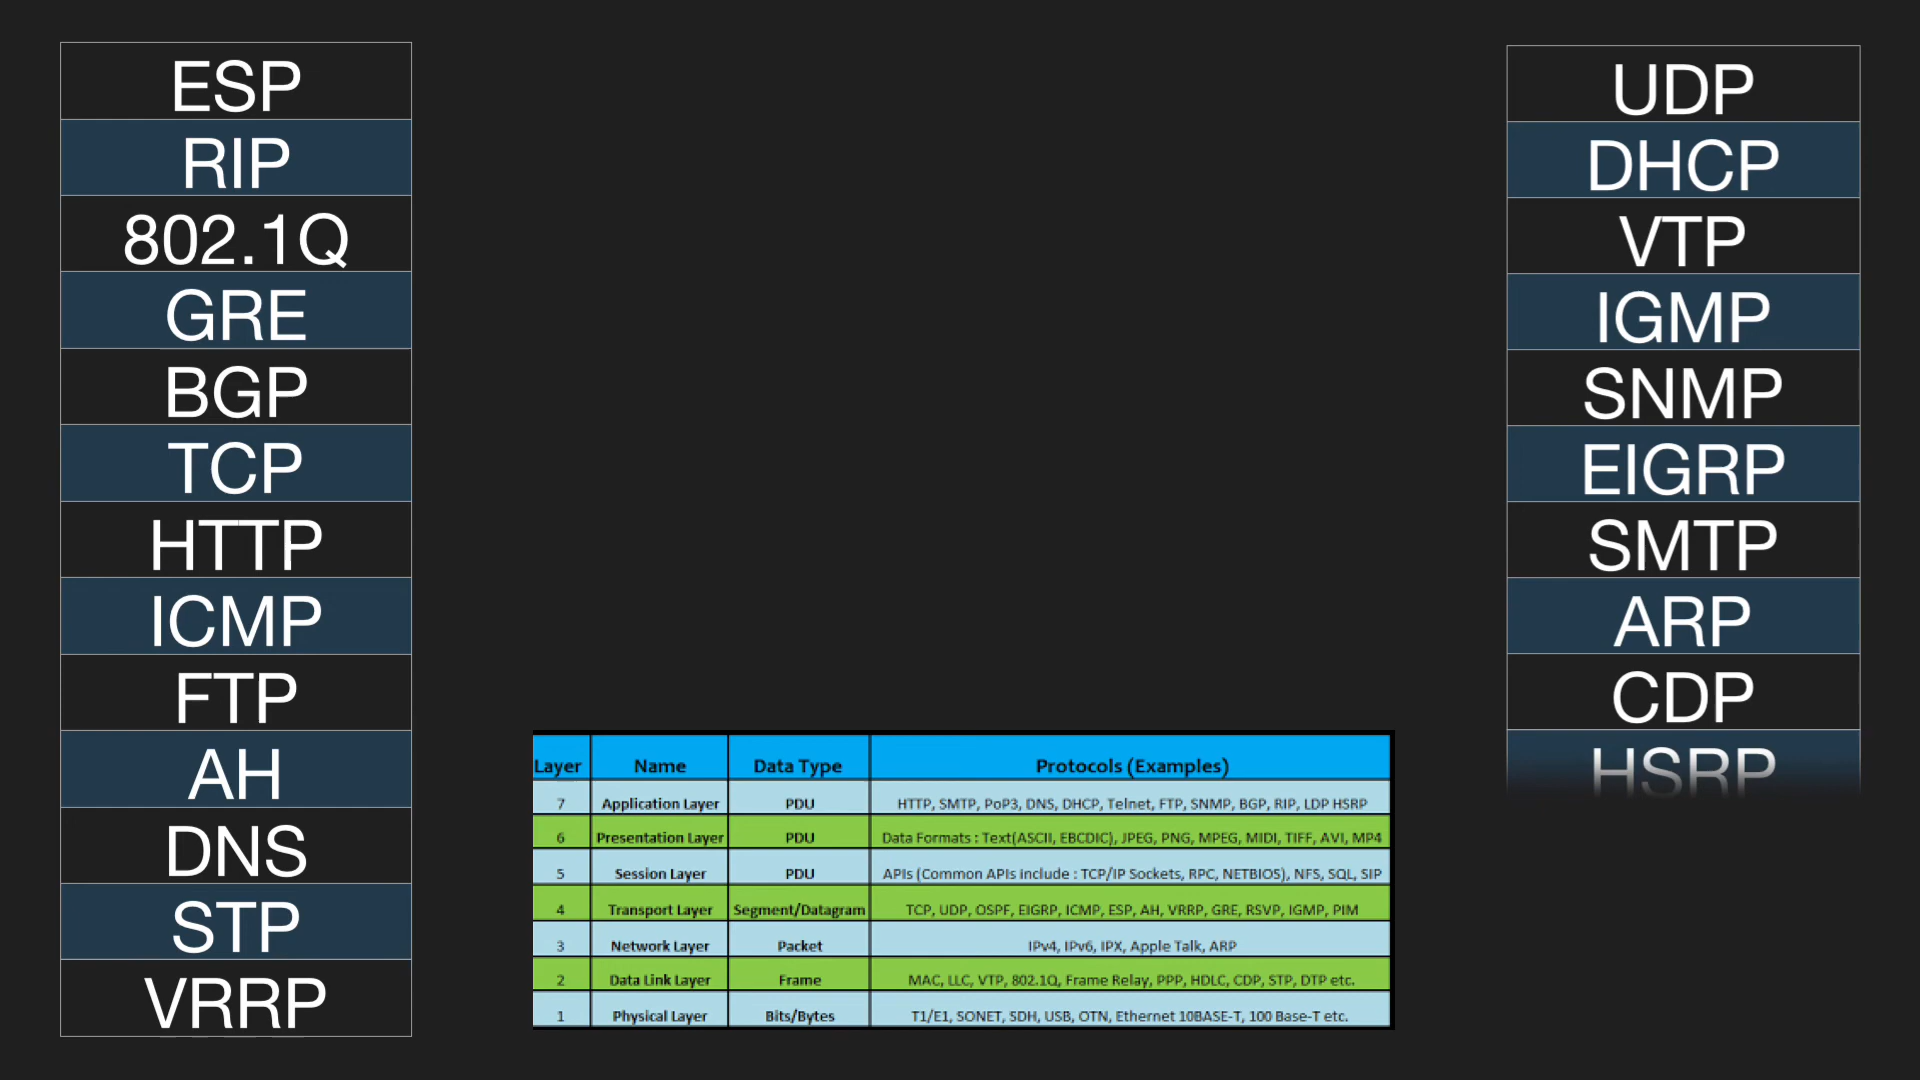 ESP
RIP
802.1Q
GRE
BGP
TCP
HTTP
ICMP
FTP
AH
DNS
STP
VRRP
Layer Name Data Type Protocols (Examples)
7 Application Layer PDU HTTP, SMTP, PoP3, DNS, DHCP, Telnet, FTP, SNMP, BGP, RIP, LDP HSRP
6 Presentation Layer PDU Data Formats : Text(ASCII, EBCDIC), JPEG, PNG, MPEG, MIDI, TIFF, AVI, MP4
5 Session Layer PDU APIs (Common APIs include : TCP/IP Sockets, RPC, NETBIOS), NFS, SQL, SIP
4 Transport Layer Segment/Datagram TCP, UDP, OSPF, EIGRP, ICMP, ESP, AH, VRRP, GRE, RSVP, IGMP, PIM
3 Network Layer Packet IPv4, IPv6, IPX, Apple Talk, ARP
2 Data Link Layer Frame MAC, LLC, VTP, 802.1Q, Frame Relay, PPP, HDLC, CDP, STP, DTP etc.
1 Physical Layer Bits/Bytes T1/E1, SONET, SDH, USB, OTN, Ethernet 10BASE-T, 100 Base-T etc.
UDP
DHCP
VTP
IGMP
SNMP
EIGRP
SMTP
ARP
CDP
HSRP